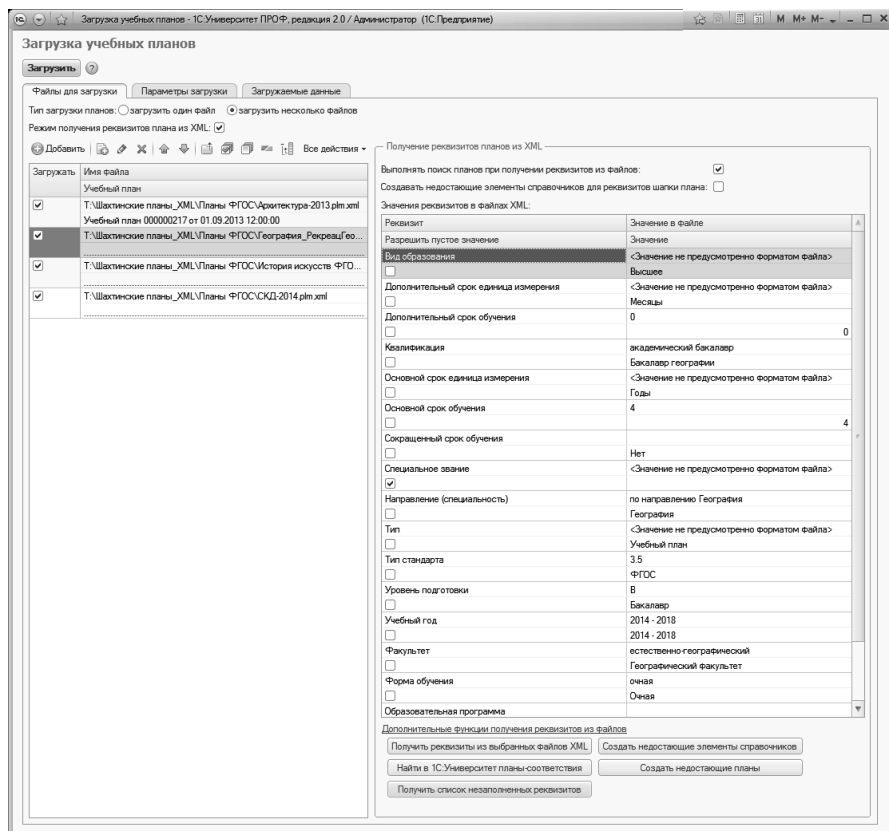 Загрузка учебных планов - 1С:Университет ПРОФ, редакция 2.0 / Администратор (1С:Предприятие)
M M+ M-
Загрузка учебных планов
Загрузить ?
Файлы для загрузки Параметры загрузки Загружаемые данные
Тип загрузки планов: загрузить один файл загрузить несколько файлов
Режим получения реквизитов плана из XML:
Добавить Все действия
Загружать Имя файла
Учебный план
T:\Шахтинские планы_XML\Планы ФГОС\Архитектура-2013.plm.xml
Учебный план 000000217 от 01.09.2013 12:00:00
T:\Шахтинские планы_XML\Планы ФГОС\География_РекреацГео...
T:\Шахтинские планы_XML\Планы ФГОС\История искусств ФГО...
T:\Шахтинские планы_XML\Планы ФГОС\СКД-2014.plm.xml
Получение реквизитов планов из XML
Выполнять поиск планов при получении реквизитов из файлов:
Создавать недостающие элементы справочников для реквизитов шапки плана:
Значения реквизитов в файлах XML:
Реквизит Значение в файле
Разрешить пустое значение Значение
Вид образования <Значение не предусмотренно форматом файла>
Высшее
Дополнительный срок единица измерения <Значение не предусмотренно форматом файла>
Месяцы
Дополнительный срок обучения 0
0
Квалификация академический бакалавр
Бакалавр географии
Основной срок единица измерения <Значение не предусмотренно форматом файла>
Годы
Основной срок обучения 4
4
Сокращенный срок обучения
Нет
Специальное звание <Значение не предусмотренно форматом файла>
Направление (специальность) по направлению География
География
Тип <Значение не предусмотренно форматом файла>
Учебный план
Тип стандарта 3.5
ФГОС
Уровень подготовки В
Бакалавр
Учебный год 2014 - 2018
2014 - 2018
Факультет естественно-географический
Географический факультет
Форма обучения очная
Очная
Образовательная программа
Дополнительные функции получения реквизитов из файлов
Получить реквизиты из выбранных файлов XML Создать недостающие элементы справочников
Найти в 1С:Университет планы-соответствия Создать недостающие планы
Получить список незаполненных реквизитов